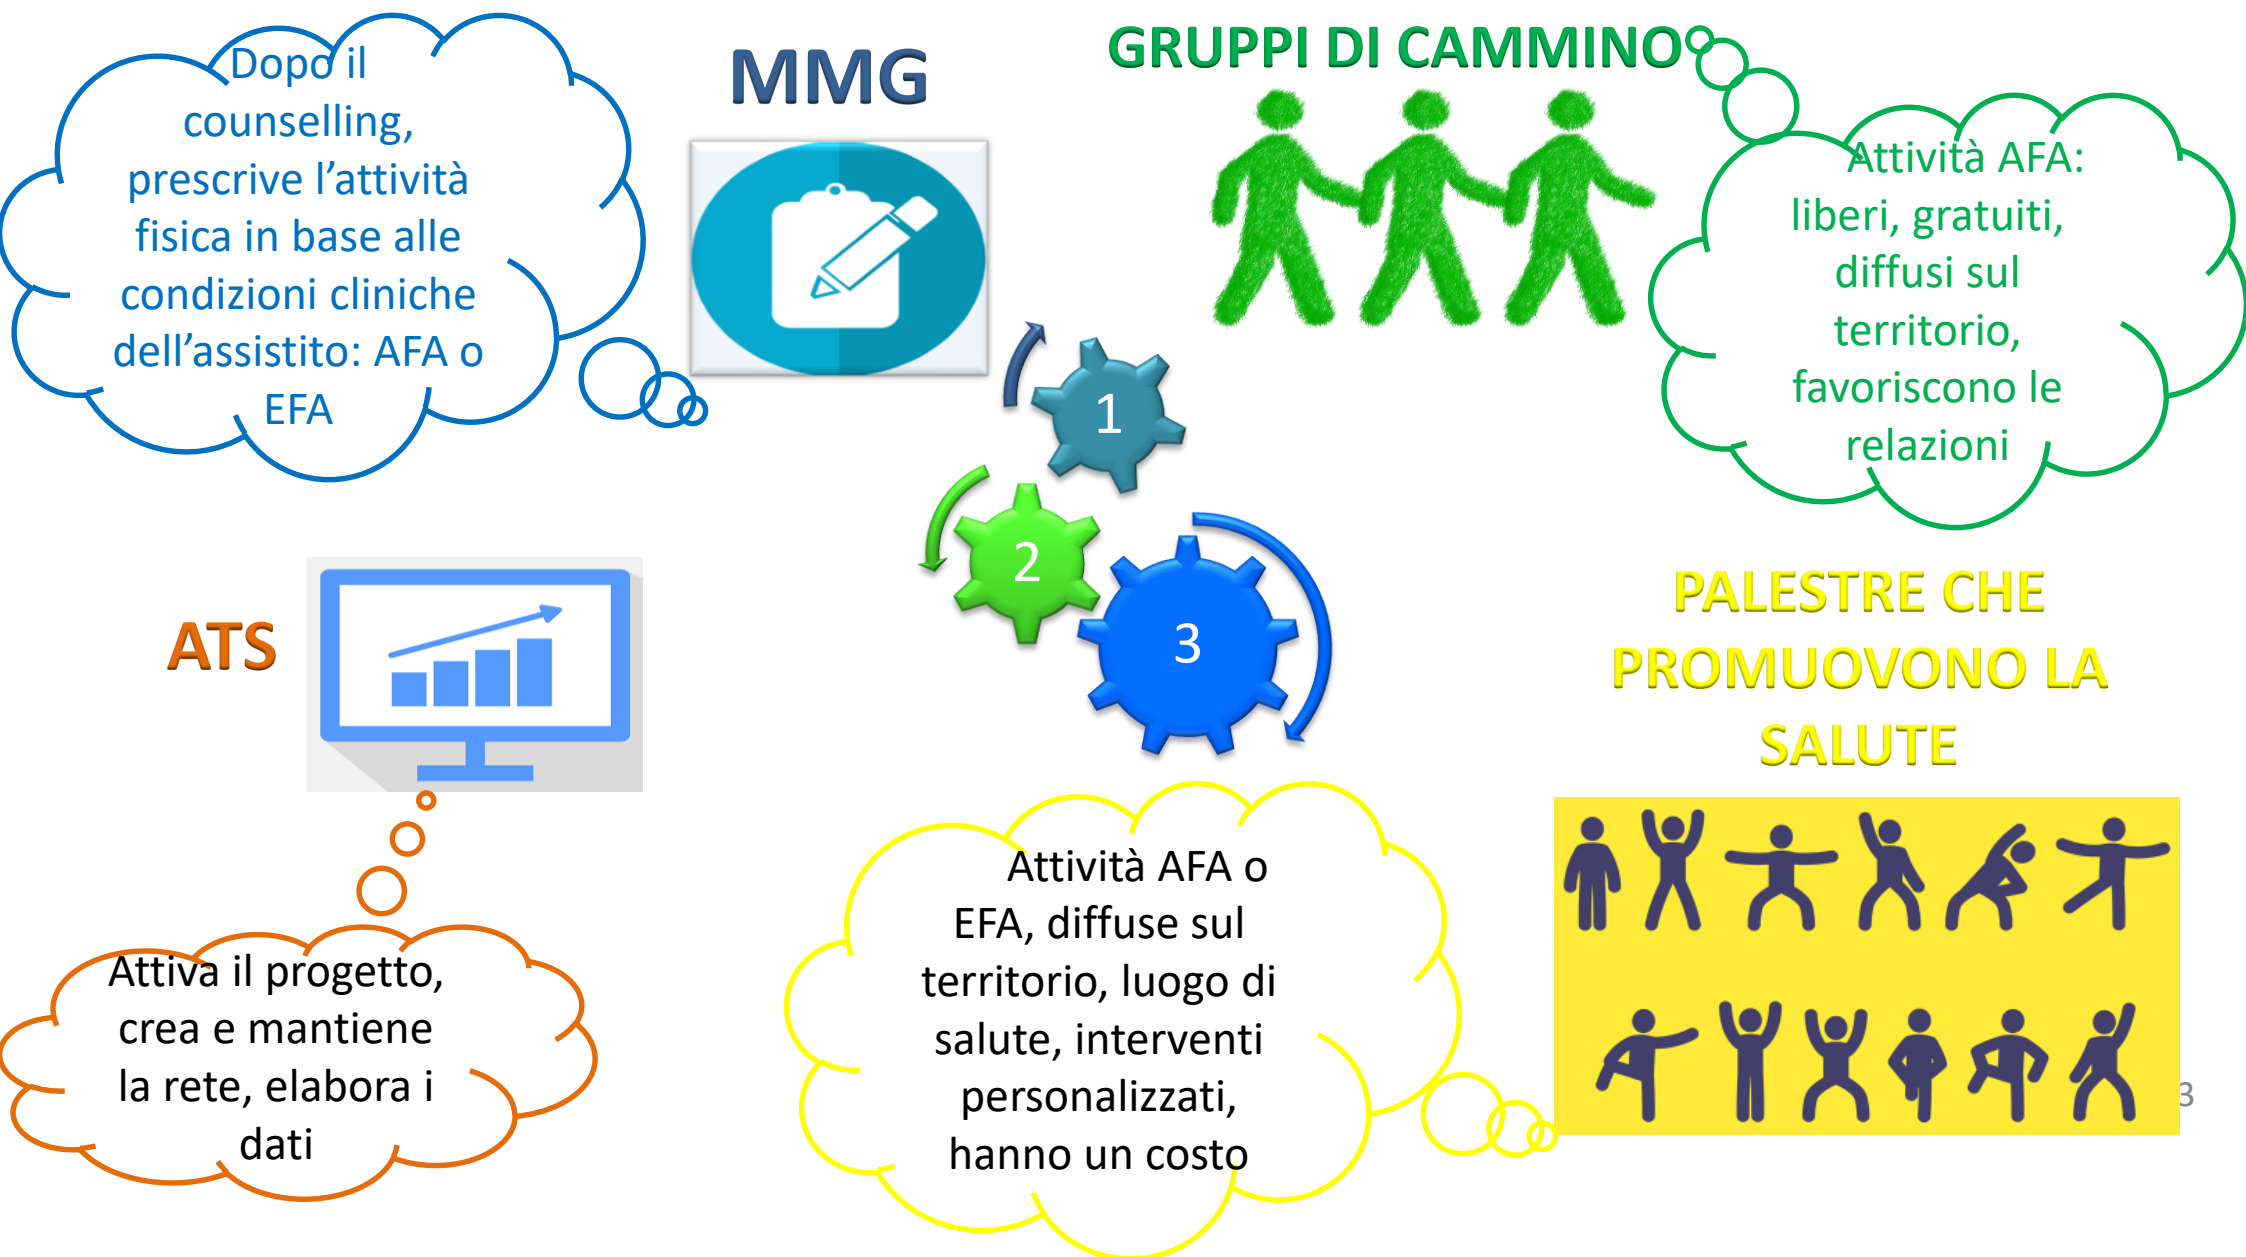 Dopo il
counselling,
prescrive l’attività
fisica in base alle
condizioni cliniche
dell’assistito: AFA o
EFA
MMG
GRUPPI DI CAMMINO
Attività AFA:
liberi, gratuiti,
diffusi sul
territorio,
favoriscono le
relazioni
1
2
3
ATS
PALESTRE CHE
PROMUOVONO LA
SALUTE
Attiva il progetto,
crea e mantiene
la rete, elabora i
dati
Attività AFA o
EFA, diffuse sul
territorio, luogo di
salute, interventi
personalizzati,
hanno un costo
3